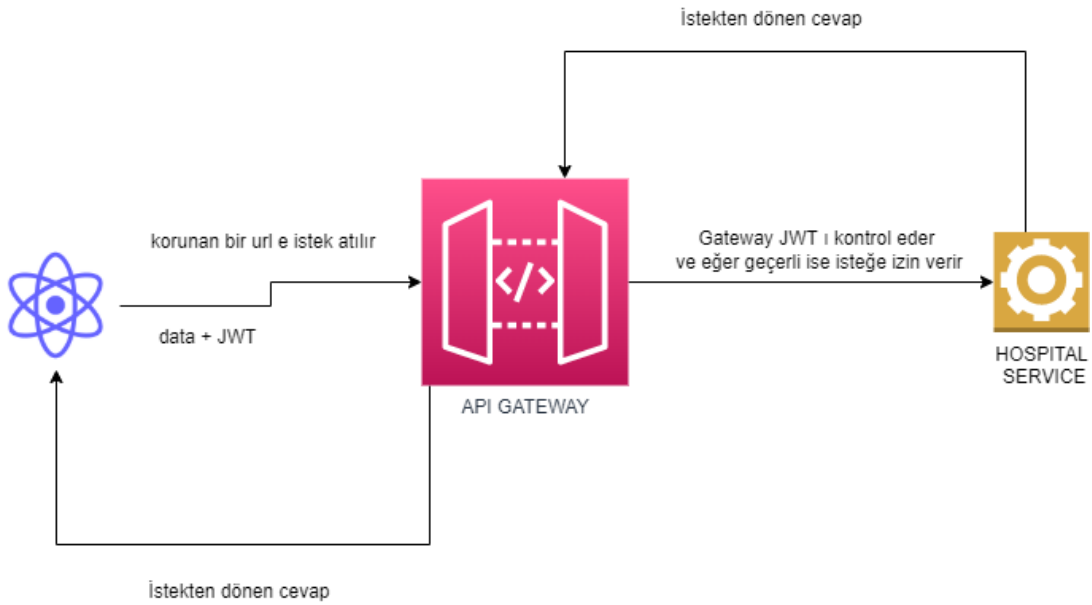 İstekten dönen cevap
korunan bir url e istek atılır
Gateway JWT ı kontrol eder
ve eğer geçerli ise isteğe izin verir
</>
data + JWT
HOSPITAL
SERVICE
API GATEWAY
İstekten dönen cevap